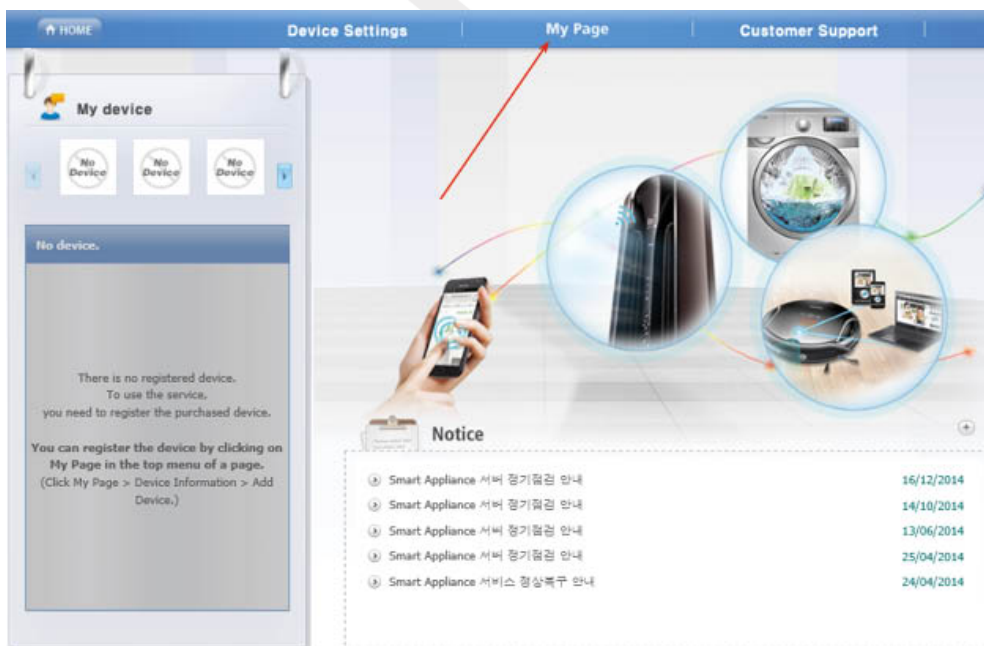 HOME
Device Settings
My Page
Customer Support
My device
No Device
No Device
No Device
No device.
There is no registered device.
To use the service,
you need to register the purchased device.
You can register the device by clicking on
My Page in the top menu of a page.
(Click My Page > Device Information > Add
Device.)
Notice
Smart Appliance 서버 정기점검 안내 16/12/2014
Smart Appliance 서버 정기점검 안내 14/10/2014
Smart Appliance 서버 정기점검 안내 13/06/2014
Smart Appliance 서버 정기점검 안내 25/04/2014
Smart Appliance 서비스 정상복구 안내 24/04/2014